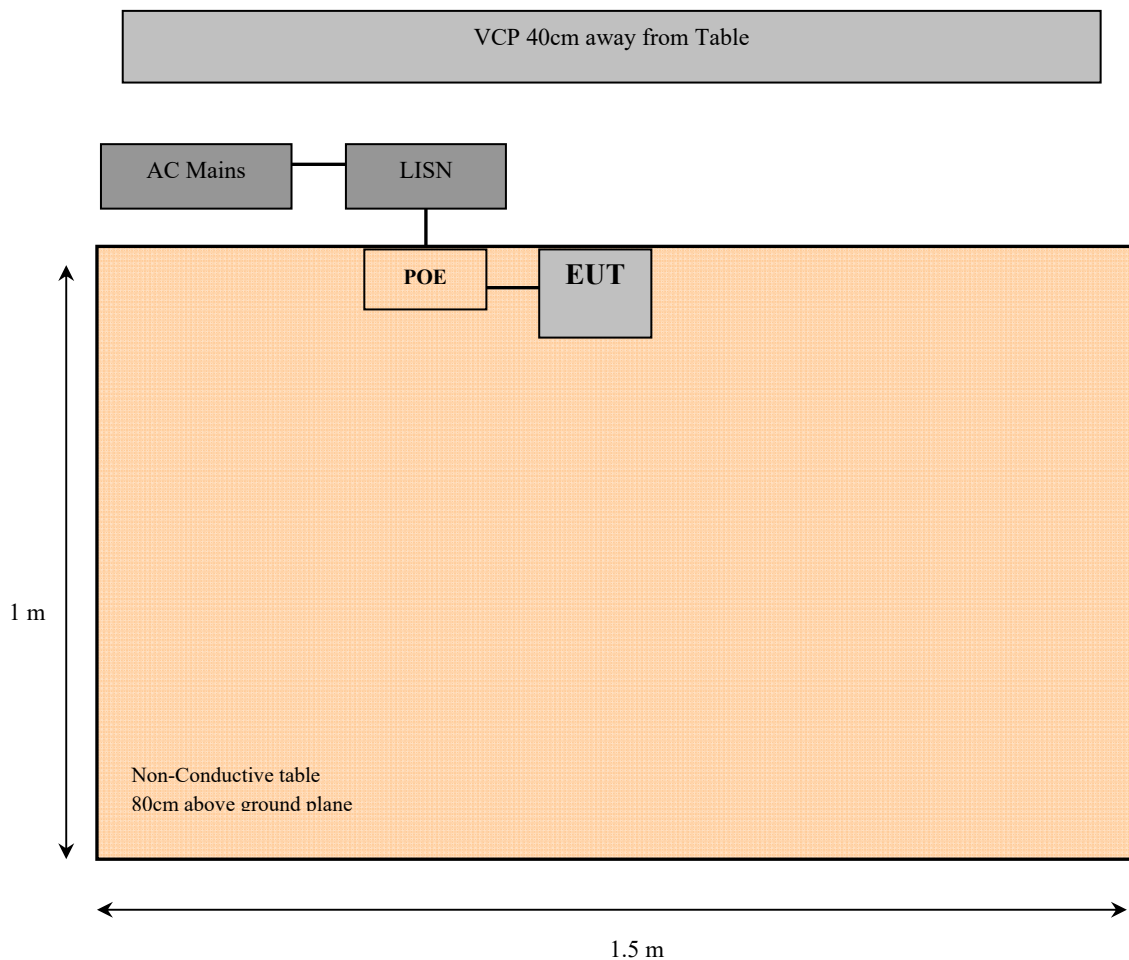 VCP 40cm away from Table
AC Mains
LISN
POE
EUT
1 m
Non-Conductive table
80cm above ground plane
1.5 m